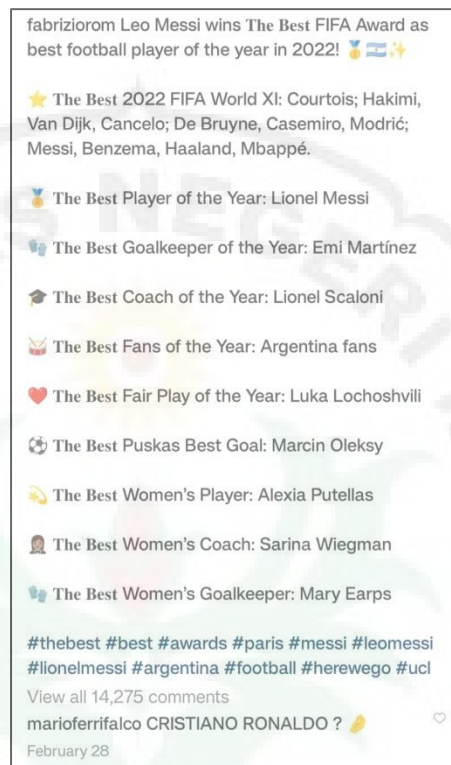 fabriziorom Leo Messi wins The Best FIFA Award as
best football player of the year in 2022! 🥇🇦🇷✨
⭐ The Best 2022 FIFA World XI: Courtois; Hakimi,
Van Dijk, Cancelo; De Bruyne, Casemiro, Modrić;
Messi, Benzema, Haaland, Mbappé.
🏅 The Best Player of the Year: Lionel Messi
🧤 The Best Goalkeeper of the Year: Emi Martínez
🎓 The Best Coach of the Year: Lionel Scaloni
🥁 The Best Fans of the Year: Argentina fans
❤️ The Best Fair Play of the Year: Luka Lochoshvili
⚽ The Best Puskas Best Goal: Marcin Oleksy
💫 The Best Women’s Player: Alexia Putellas
👩🏽‍⚖️ The Best Women’s Coach: Sarina Wiegman
🧤 The Best Women’s Goalkeeper: Mary Earps
#thebest #best #awards #paris #messi #leomessi
#lionelmessi #argentina #football #herewego #ucl
View all 14,275 comments
marioferrifalco CRISTIANO RONALDO ? 🤌
February 28
S NEGERI